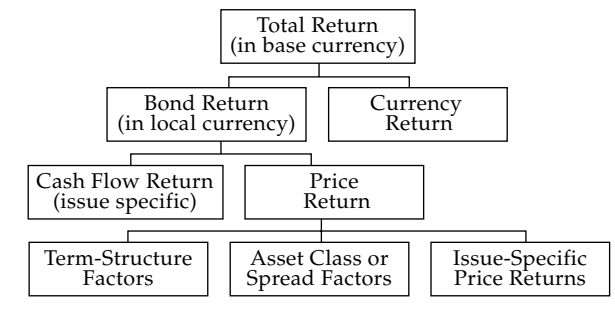 Total Return
(in base currency)
Bond Return
(in local currency)
Currency
Return
Cash Flow Return
(issue specific)
Price
Return
Term-Structure
Factors
Asset Class or
Spread Factors
Issue-Specific
Price Returns